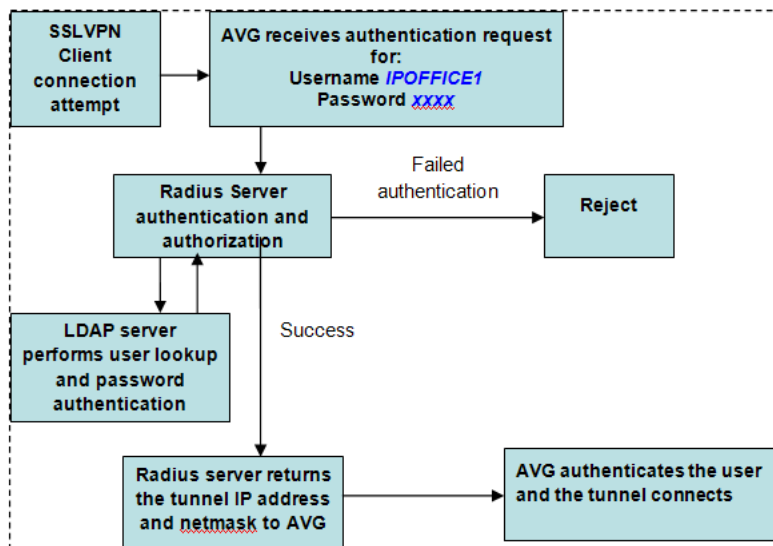 SSLVPN
Client
connection
attempt
AVG receives authentication request
for:
Username IPOFFICE1
Password xxxx
Radius Server
authentication and
authorization
Failed
authentication
Reject
LDAP server
performs user lookup
and password
authentication
Success
Radius server returns
the tunnel IP address
and netmask to AVG
AVG authenticates the user
and the tunnel connects